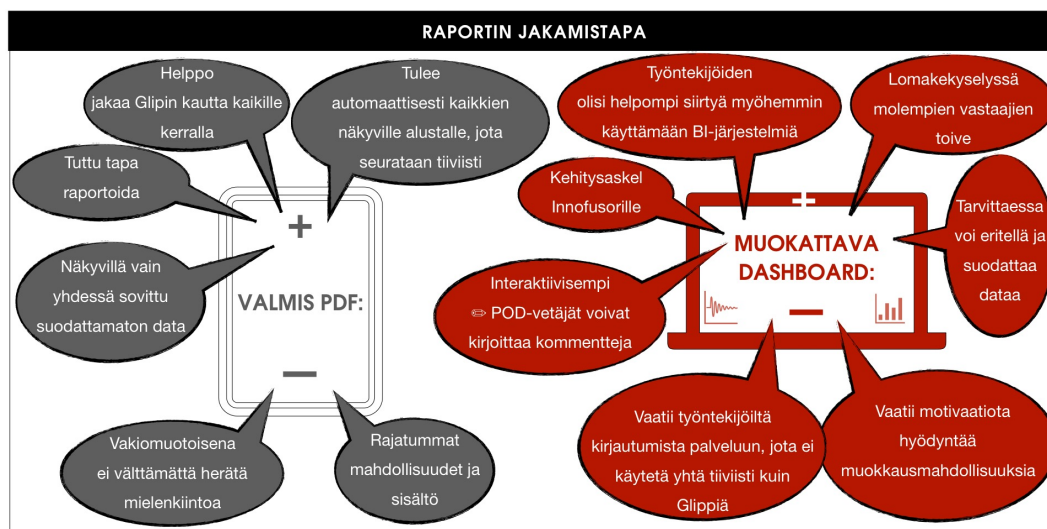 RAPORTIN JAKAMISTAPA
Helppo
jakaa Glipin kautta kaikille
kerralla
Tulee
automaattisesti kaikkien
näkyville alustalle, jota
seurataan tiiviisti
Tuttu tapa
raportoida
Näkyvillä vain
yhdessä sovittu
suodattamaton data
+
VALMIS PDF:
–
Vakiomuotoisena
ei välttämättä herätä
mielenkiintoa
Rajatummat
mahdollisuudet ja
sisältö
Työntekijöiden
olisi helpompi siirtyä myöhemmin
käyttämään BI-järjestelmiä
Lomakekyselyssä
molempien vastaajien
toive
Kehitysaskel
Innofusorille
Tarvittaessa
voi eritellä ja
suodattaa
dataa
Interaktiivisempi
✏ POD-vetäjät voivat
kirjoittaa kommentteja
+
MUOKATTAVA
DASHBOARD:
–
Vaatii työntekijöiltä
kirjautumista palveluun, jota ei
käytetä yhtä tiiviisti kuin
Glippiä
Vaatii motivaatiota
hyödyntää
muokkausmahdollisuuksia